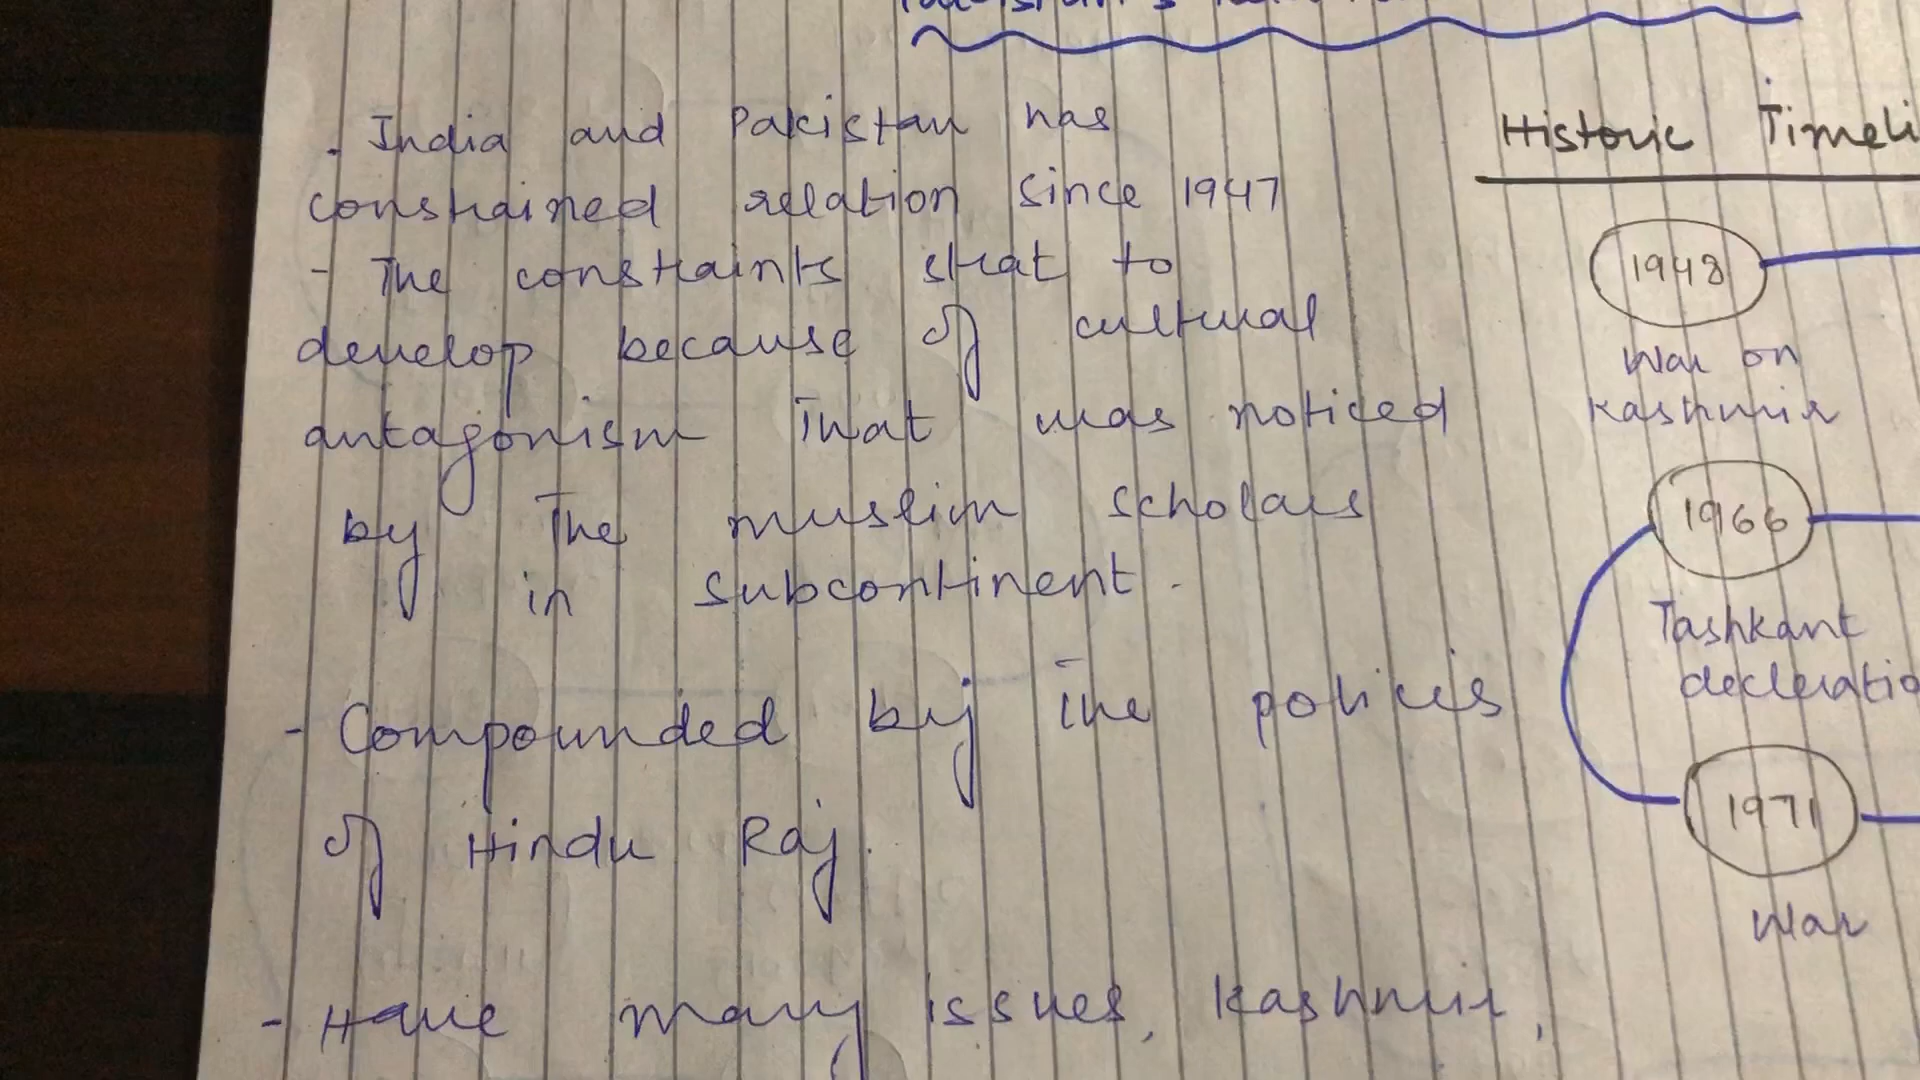 - India and Pakistan has
constrained relation since 1947
- The constraints strat to
develop because of cultural
antagonism That was noticed
by The muslim scholars
in subcontinent.
- Compounded by The policies
of Hindu Raj.
- Have many issues, Kashmir,
Historic
1948
War on
Kashmir
1966
Tashkant
1971
War